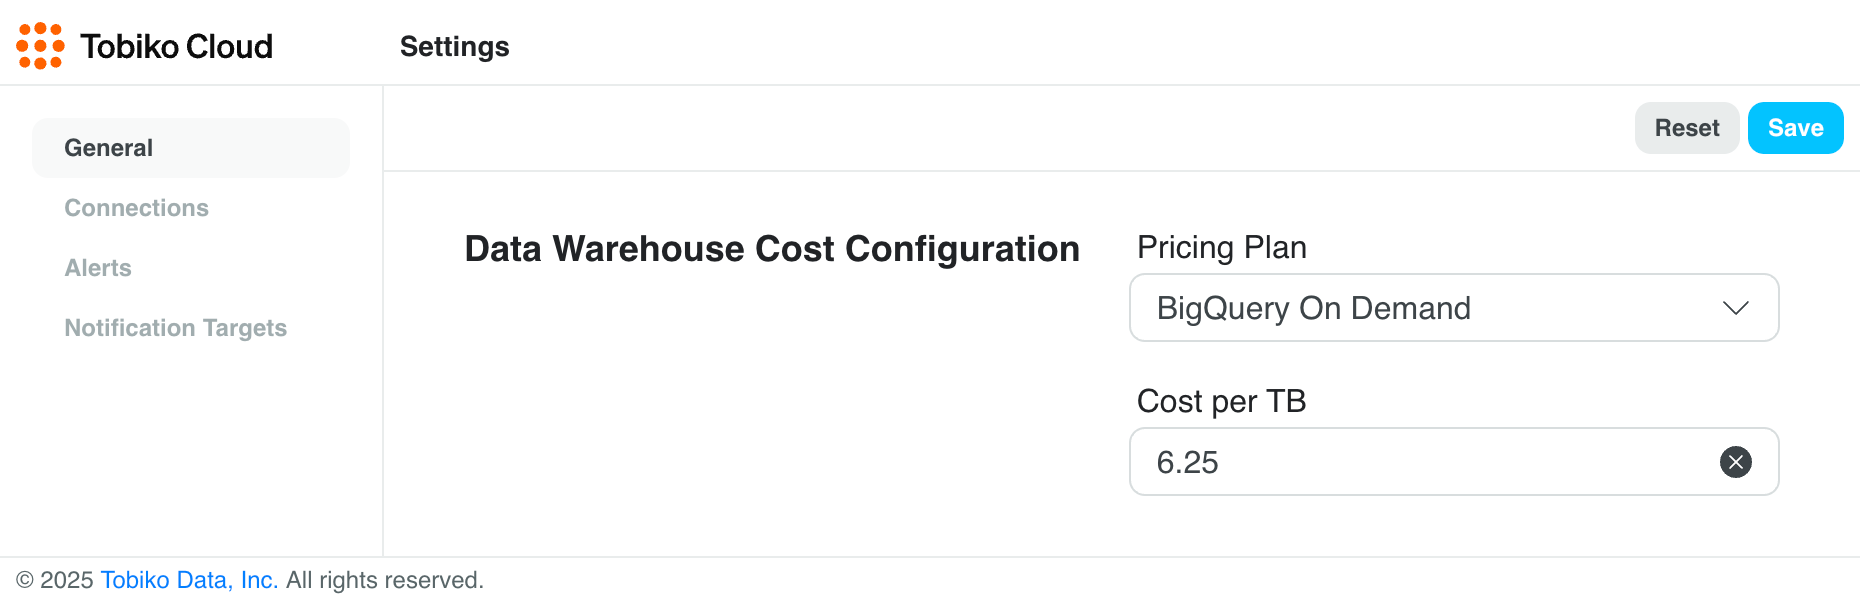 Tobiko Cloud
Settings
General
Connections
Alerts
Notification Targets
Reset
Save
Data Warehouse Cost Configuration
Pricing Plan
BigQuery On Demand
Cost per TB
6.25
© 2025 Tobiko Data, Inc. All rights reserved.